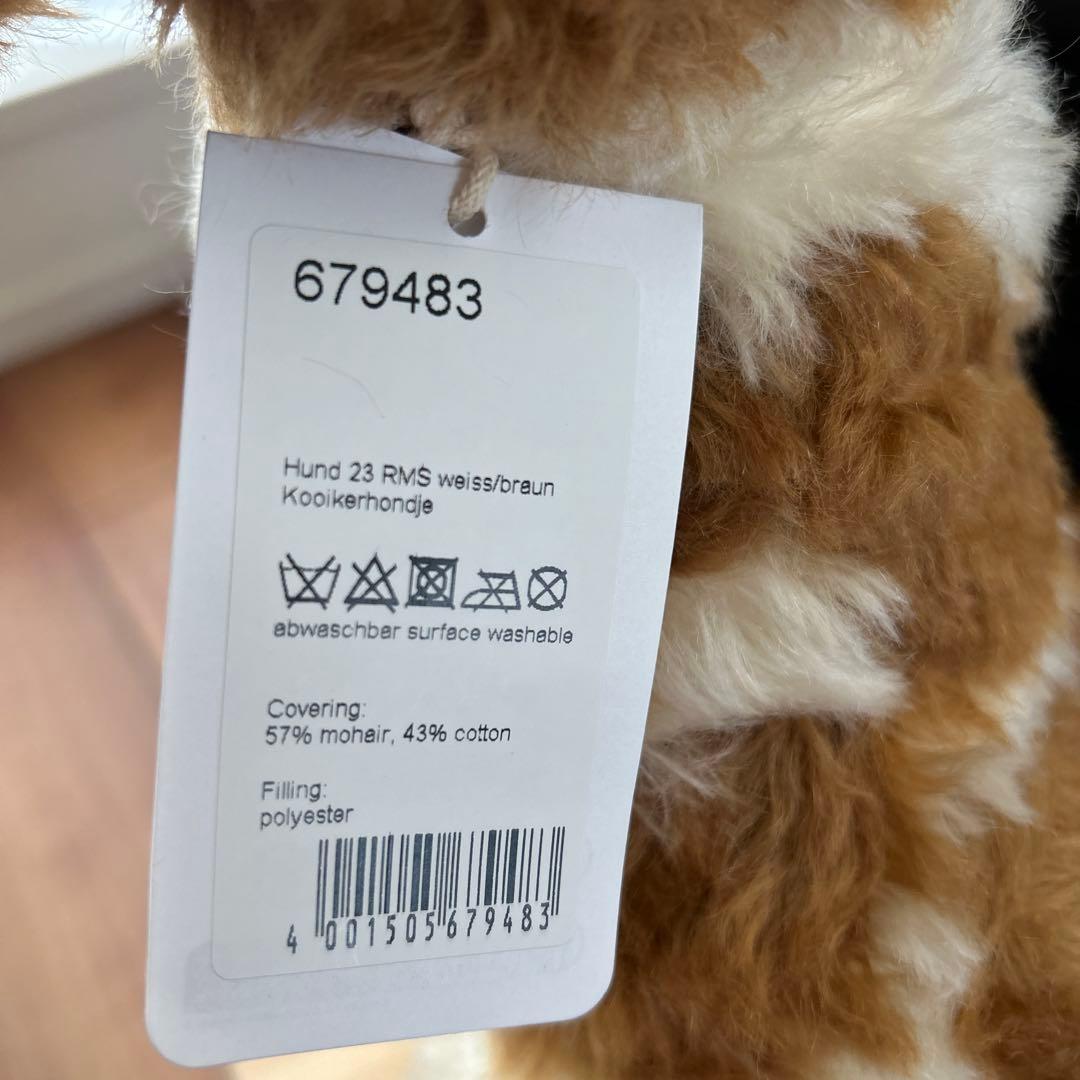 679483
Hund 23 RMS weiss/braun
Kooikerhondje
abwaschbar surface washable
Covering:
57% mohair, 43% cotton
Filling:
polyester
4 001505 679483